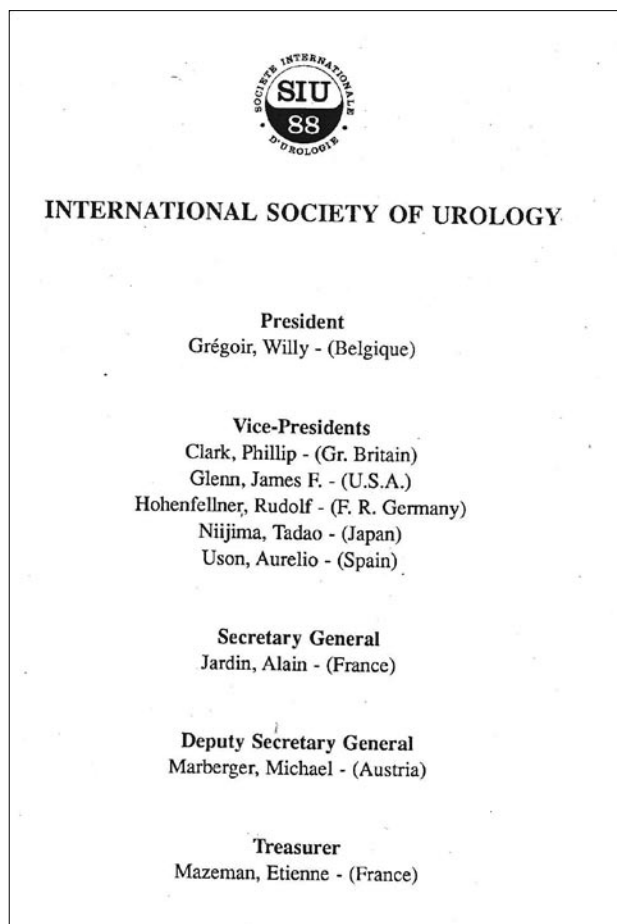 SOCIETE INTERNATIONALE
SIU
88
• D'UROLOGIE •
INTERNATIONAL SOCIETY OF UROLOGY
President
Grégoir, Willy - (Belgique)
Vice-Presidents
Clark, Phillip - (Gr. Britain)
Glenn, James F. - (U.S.A.)
Hohenfellner, Rudolf - (F. R. Germany)
Niijima, Tadao - (Japan)
Uson, Aurelio - (Spain)
Secretary General
Jardin, Alain - (France)
Deputy Secretary General
Marberger, Michael - (Austria)
Treasurer
Mazeman, Etienne - (France)